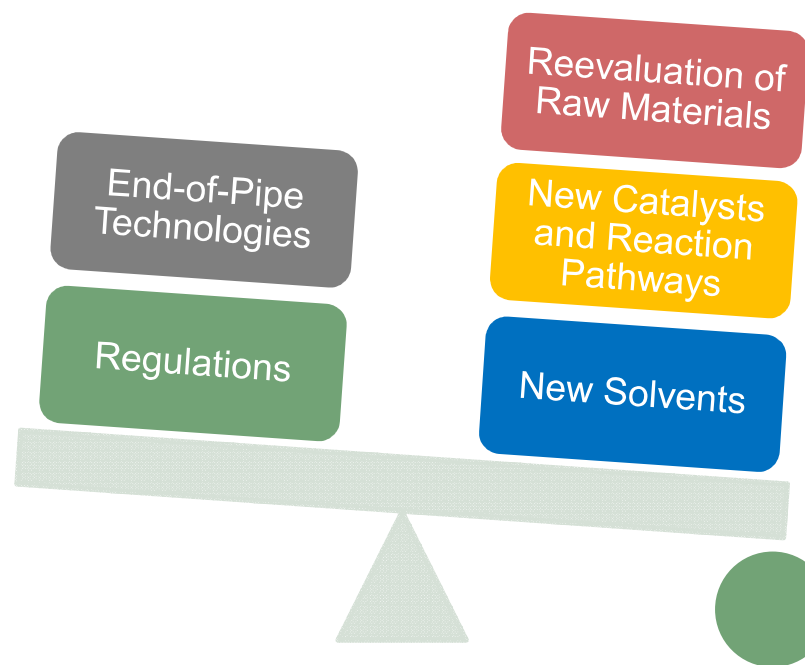 End-of-Pipe
Technologies
Regulations
Reevaluation of
Raw Materials
New Catalysts
and Reaction
Pathways
New Solvents